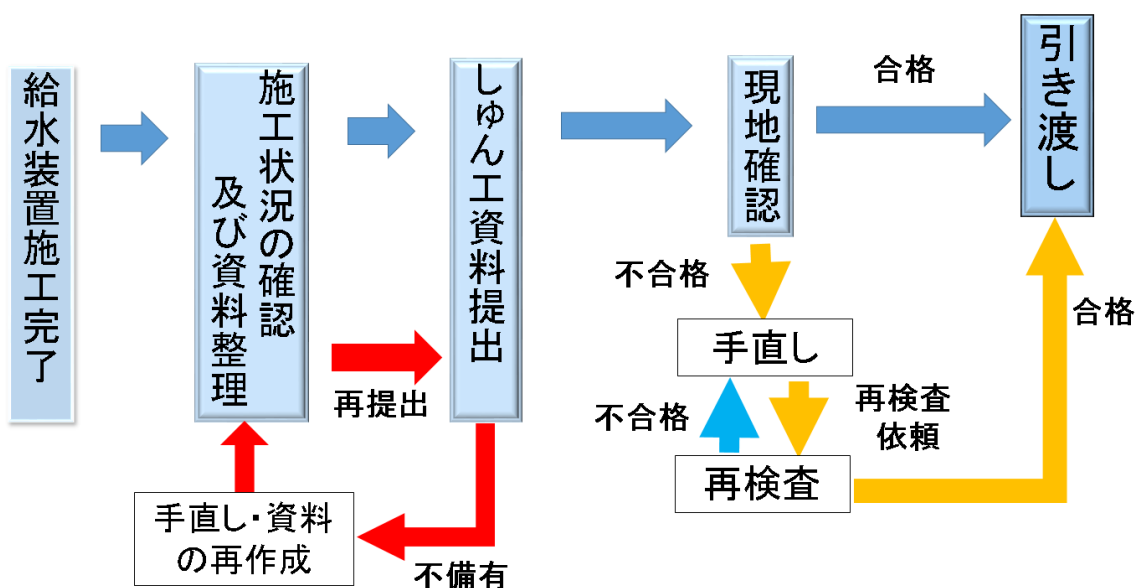 給水装置施工完了
施工状況の確認
及び資料整理
しゅん工資料提出
現地確認
合格
引き渡し
不合格
手直し
再提出
不合格
再検査
依頼
合格
再検査
手直し・資料
の再作成
不備有